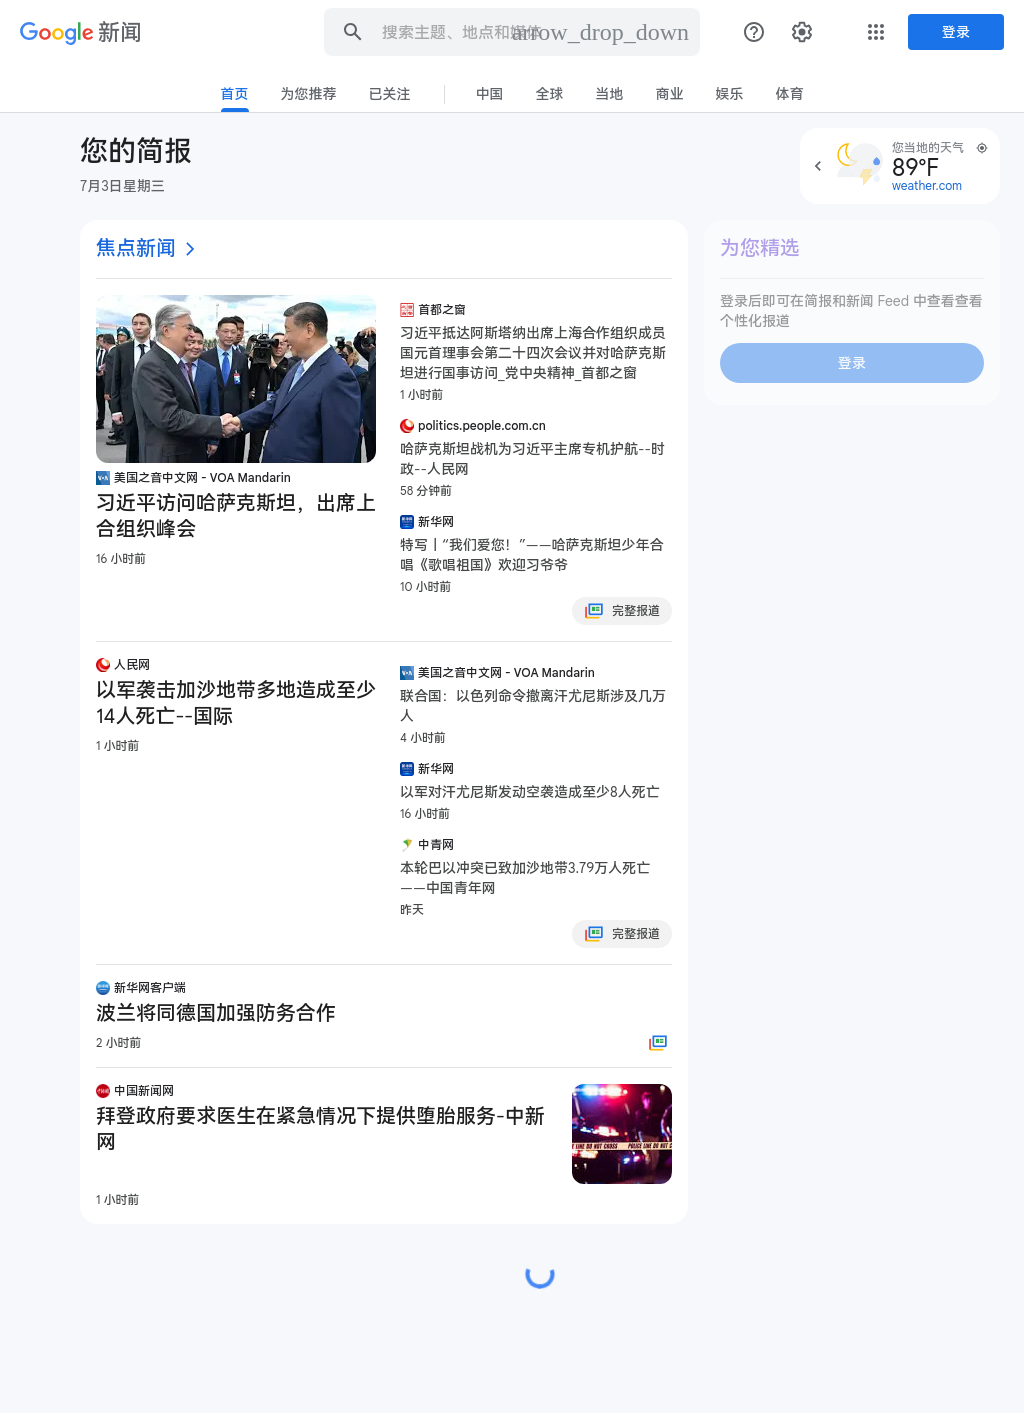 Google 新闻
搜索主题、地点和媒体
arrow_drop_down
登录
首页
为您推荐
已关注
中国
全球
当地
商业
娱乐
体育
您的简报
7月3日星期三
您当地的天气
89°F
weather.com
焦点新闻
美国之音中文网 - VOA Mandarin
习近平访问哈萨克斯坦，出席上
合组织峰会
16 小时前
首都之窗
习近平抵达阿斯塔纳出席上海合作组织成员
国元首理事会第二十四次会议并对哈萨克斯
坦进行国事访问_党中央精神_首都之窗
1 小时前
politics.people.com.cn
哈萨克斯坦战机为习近平主席专机护航--时
政--人民网
58 分钟前
新华网
特写丨“我们爱您！”——哈萨克斯坦少年合
唱《歌唱祖国》欢迎习爷爷
10 小时前
完整报道
人民网
以军袭击加沙地带多地造成至少
14人死亡--国际
1 小时前
美国之音中文网 - VOA Mandarin
联合国：以色列命令撤离汗尤尼斯涉及几万
人
4 小时前
新华网
以军对汗尤尼斯发动空袭造成至少8人死亡
16 小时前
中青网
本轮巴以冲突已致加沙地带3.79万人死亡
——中国青年网
昨天
完整报道
新华网客户端
波兰将同德国加强防务合作
2 小时前
中国新闻网
拜登政府要求医生在紧急情况下提供堕胎服务-中新
网
1 小时前
LINE DO NOT CROSS
POLICE LINE DO NOT CROSS
为您精选
登录后即可在简报和新闻 Feed 中查看查看
个性化报道
登录